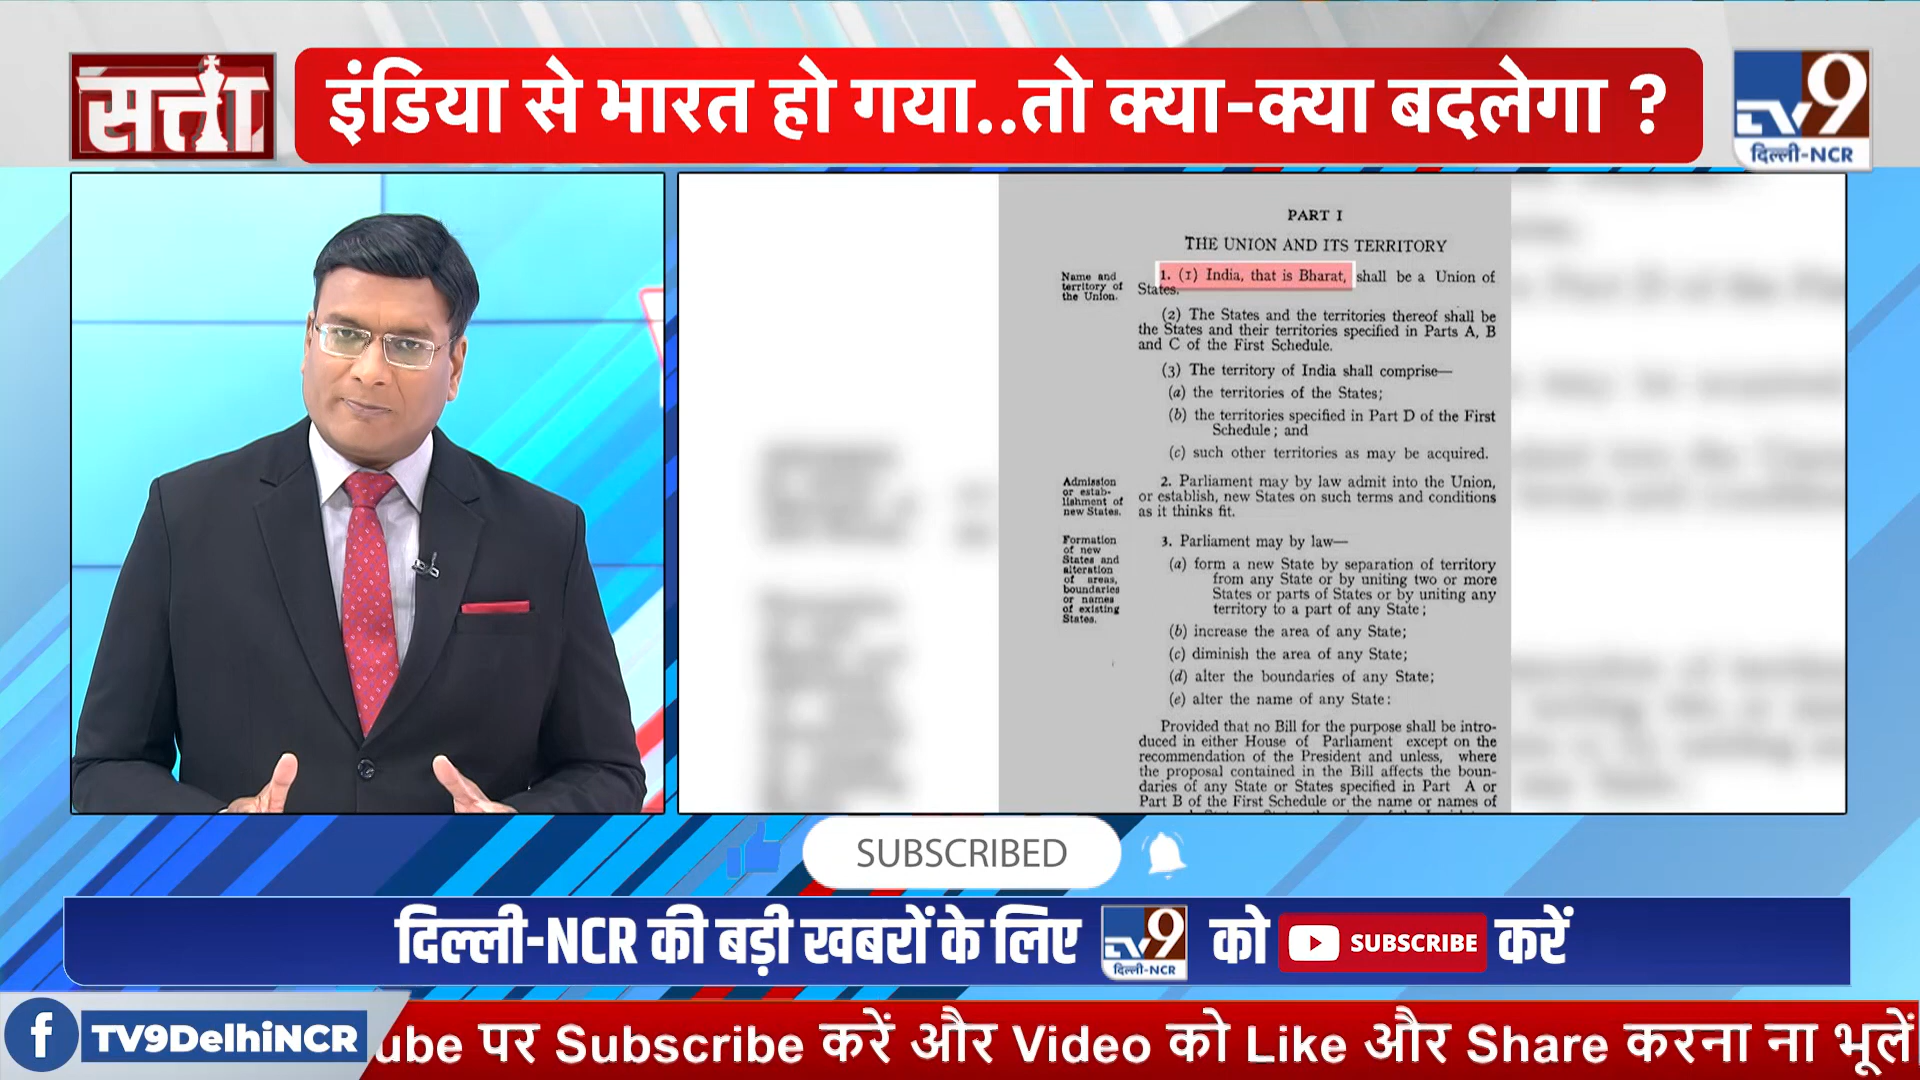 सत्ता
इंडिया से भारत हो गया..तो क्या-क्या बदलेगा ?
TV9
दिल्ली-NCR
PART I
THE UNION AND ITS TERRITORY
Name and
territory of
the Union.
1. (1) India, that is Bharat, shall be a Union of
States.
(2) The States and the territories thereof shall be
the States and their territories specified in Parts A, B
and C of the First Schedule.
(3) The territory of India shall comprise—
(a) the territories of the States;
(b) the territories specified in Part D of the First
Schedule; and
(c) such other territories as may be acquired.
Admission
or estab-
lishment of
new States.
2. Parliament may by law admit into the Union,
or establish, new States on such terms and conditions
as it thinks fit.
Formation
of new
States and
alteration
of areas,
boundaries
or names
of existing
States.
3. Parliament may by law—
(a) form a new State by separation of territory
from any State or by uniting two or more
States or parts of States or by uniting any
territory to a part of any State;
(b) increase the area of any State;
(c) diminish the area of any State;
(d) alter the boundaries of any State;
(e) alter the name of any State:
Provided that no Bill for the purpose shall be intro-
duced in either House of Parliament except on the
recommendation of the President and unless, where
the proposal contained in the Bill affects the boun-
daries of any State or States specified in Part A or
Part B of the First Schedule or the name or names of
SUBSCRIBED
दिल्ली-NCR की बड़ी खबरों के लिए TV9 दिल्ली-NCR को SUBSCRIBE करें
f TV9DelhiNCR
ube पर Subscribe करें और Video को Like और Share करना ना भूलें